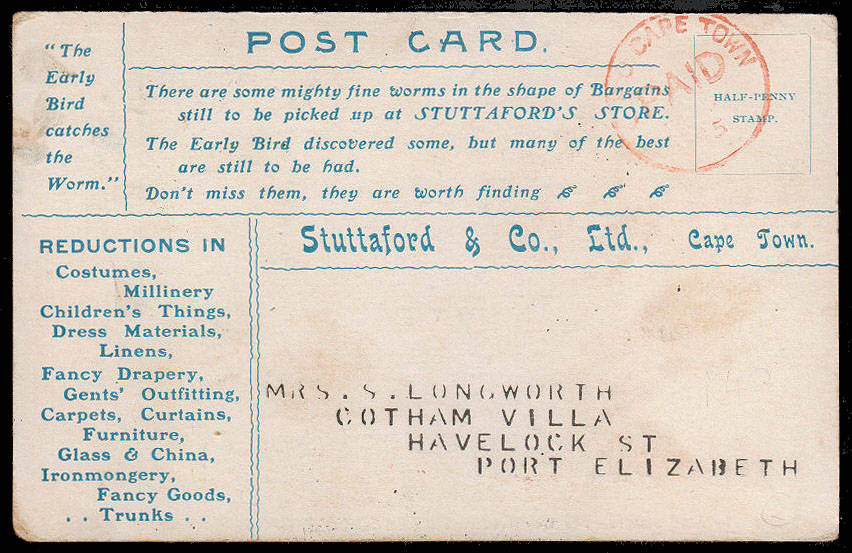 POST CARD.
"The
Early
Bird
catches
the
Worm."
There are some mighty fine worms in the shape of Bargains
still to be picked up at STUTTAFORD'S STORE.
The Early Bird discovered some, but many of the best
are still to be had.
Don't miss them, they are worth finding
CAPE TOWN
PAID
5
HALF-PENNY
STAMP.
Stuttaford & Co., Ltd., Cape Town.
REDUCTIONS IN
Costumes,
Millinery
Children's Things,
Dress Materials,
Linens,
Fancy Drapery,
Gents' Outfitting,
Carpets, Curtains,
Furniture,
Glass & China,
Ironmongery,
Fancy Goods,
. . Trunks . .
MRS. S. LONGWORTH
COTHAM VILLA
HAVELOCK ST
PORT ELIZABETH